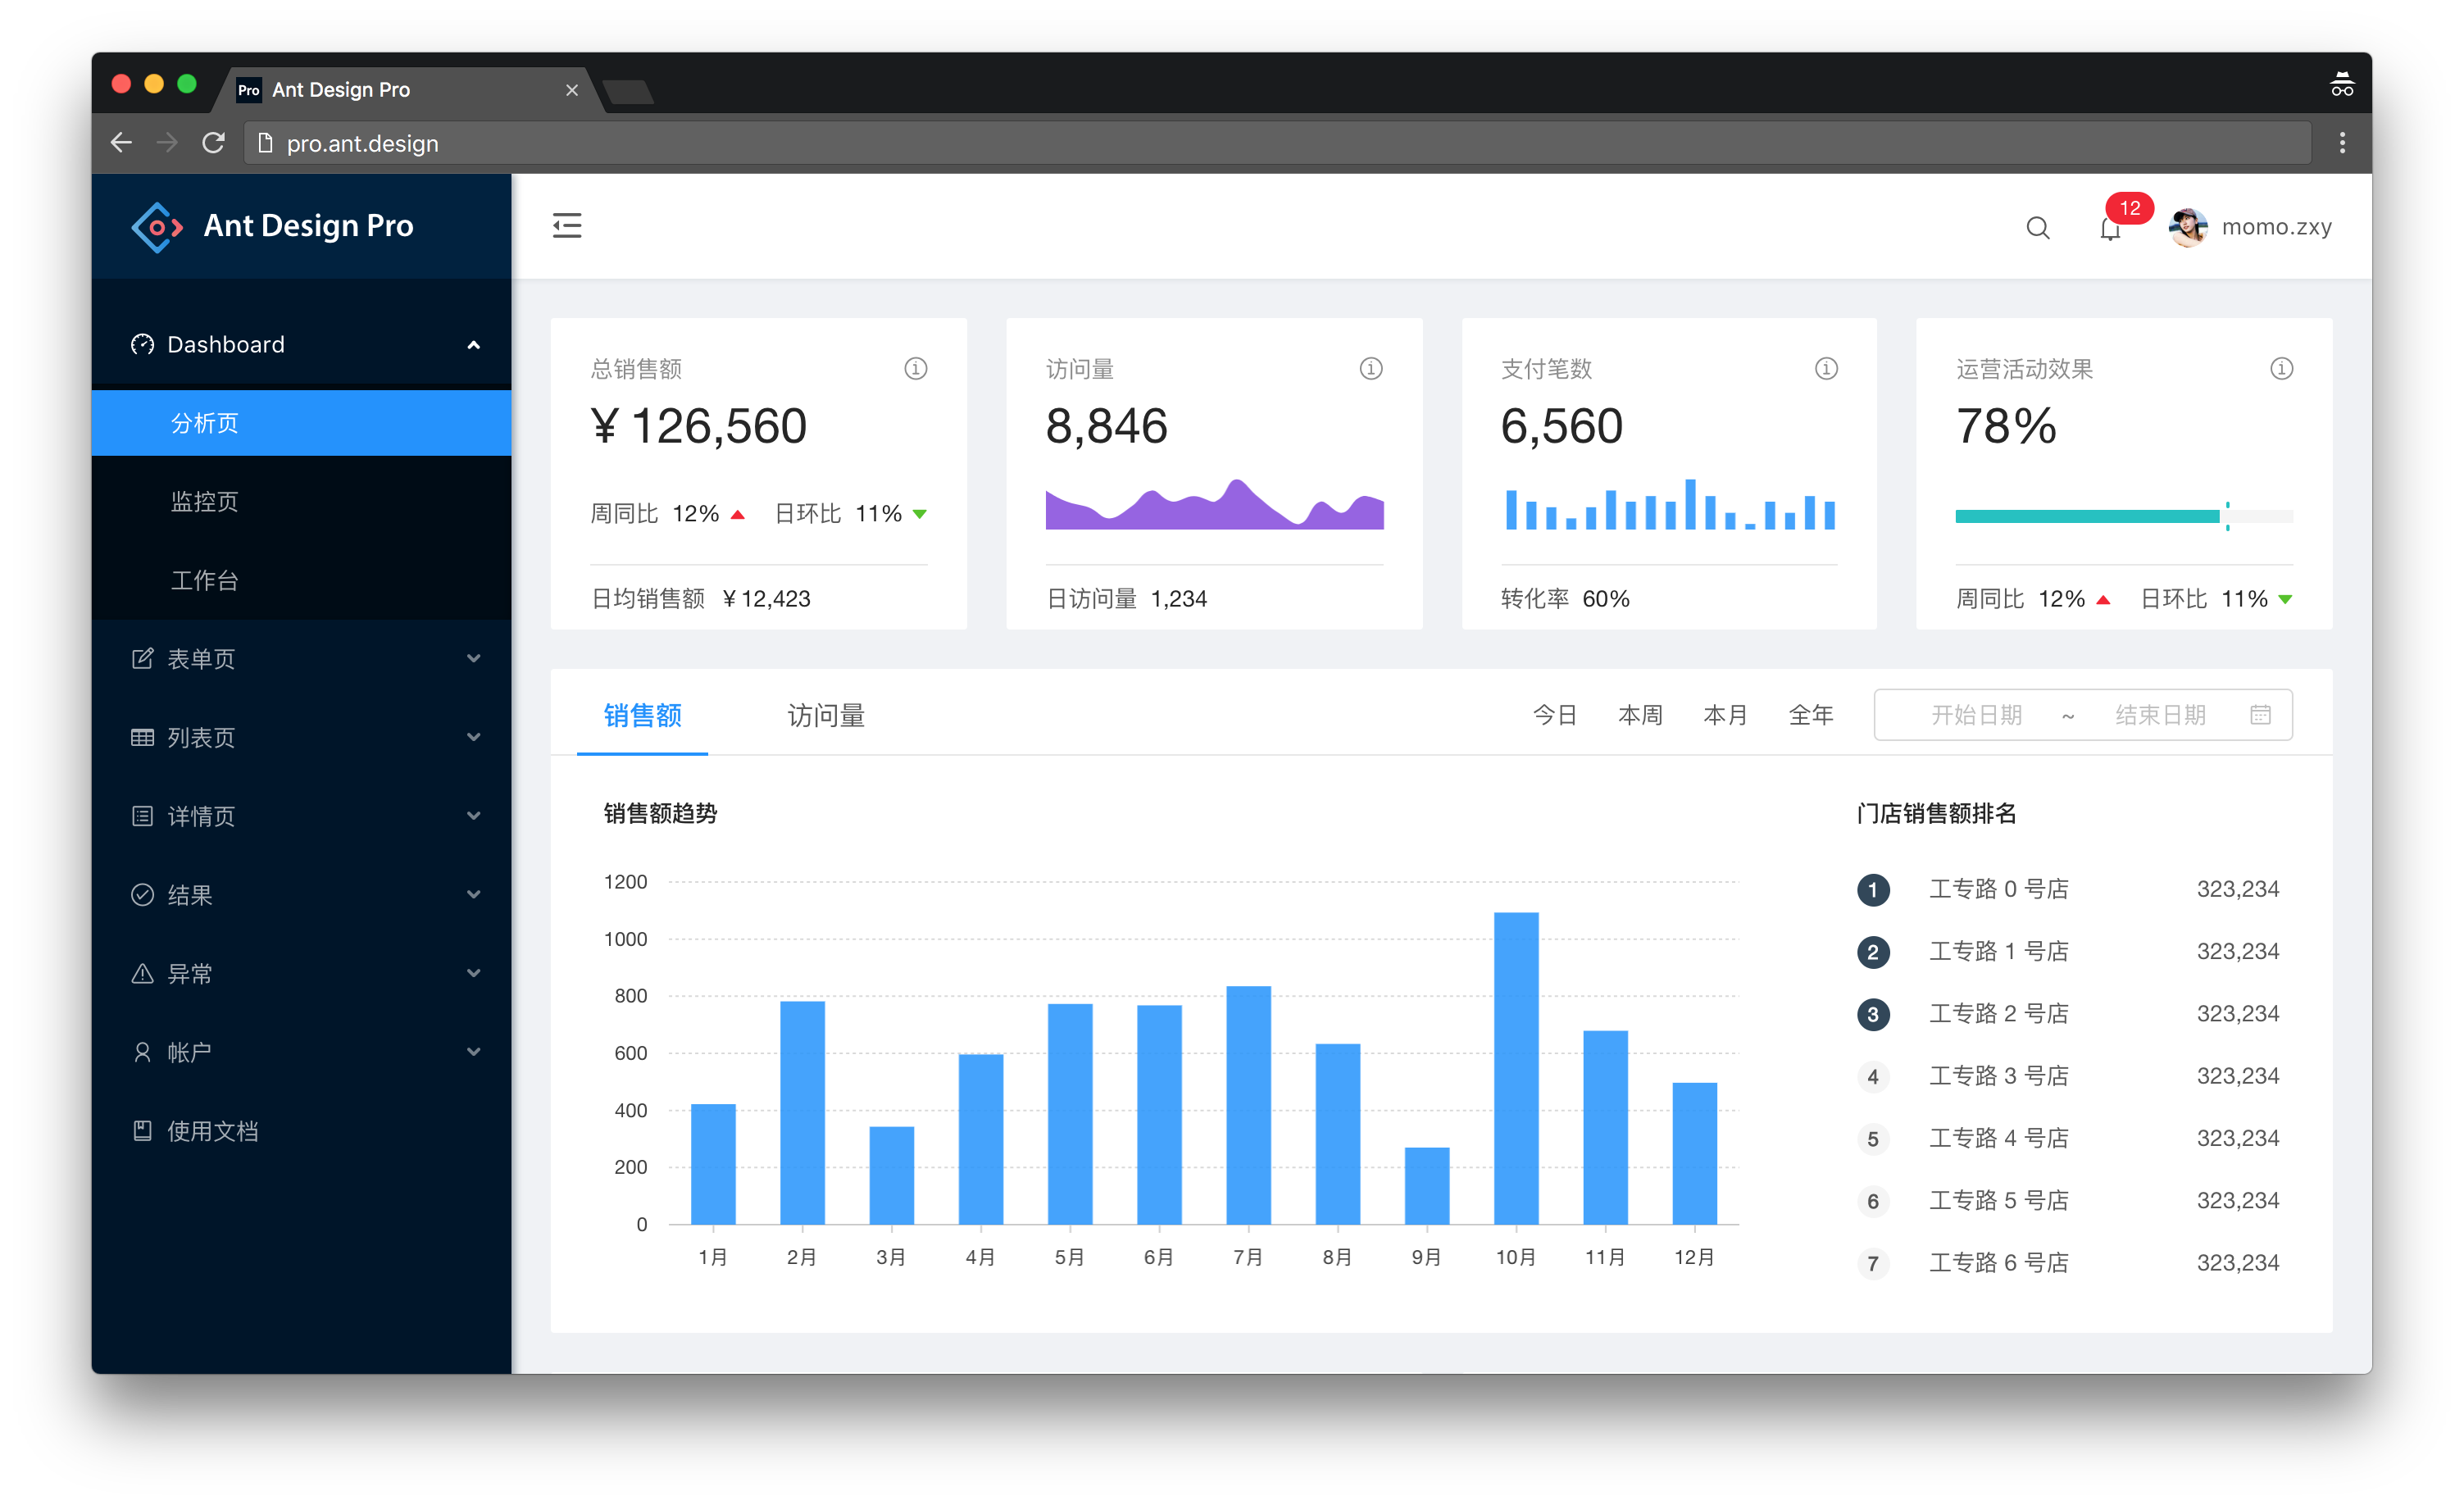 Pro Ant Design Pro
pro.ant.design
Ant Design Pro
12
momo.zxy
Dashboard
分析页
监控页
工作台
表单页
列表页
详情页
结果
异常
帐户
使用文档
总销售额
¥ 126,560
周同比 12% 日环比 11%
日均销售额 ¥ 12,423
访问量
8,846
日访问量 1,234
支付笔数
6,560
转化率 60%
运营活动效果
78%
周同比 12% 日环比 11%
销售额 访问量 今日 本周 本月 全年 开始日期 ~ 结束日期
销售额趋势
1200
1000
800
600
400
200
0
1月 2月 3月 4月 5月 6月 7月 8月 9月 10月 11月 12月
门店销售额排名
1 工专路 0 号店 323,234
2 工专路 1 号店 323,234
3 工专路 2 号店 323,234
4 工专路 3 号店 323,234
5 工专路 4 号店 323,234
6 工专路 5 号店 323,234
7 工专路 6 号店 323,234